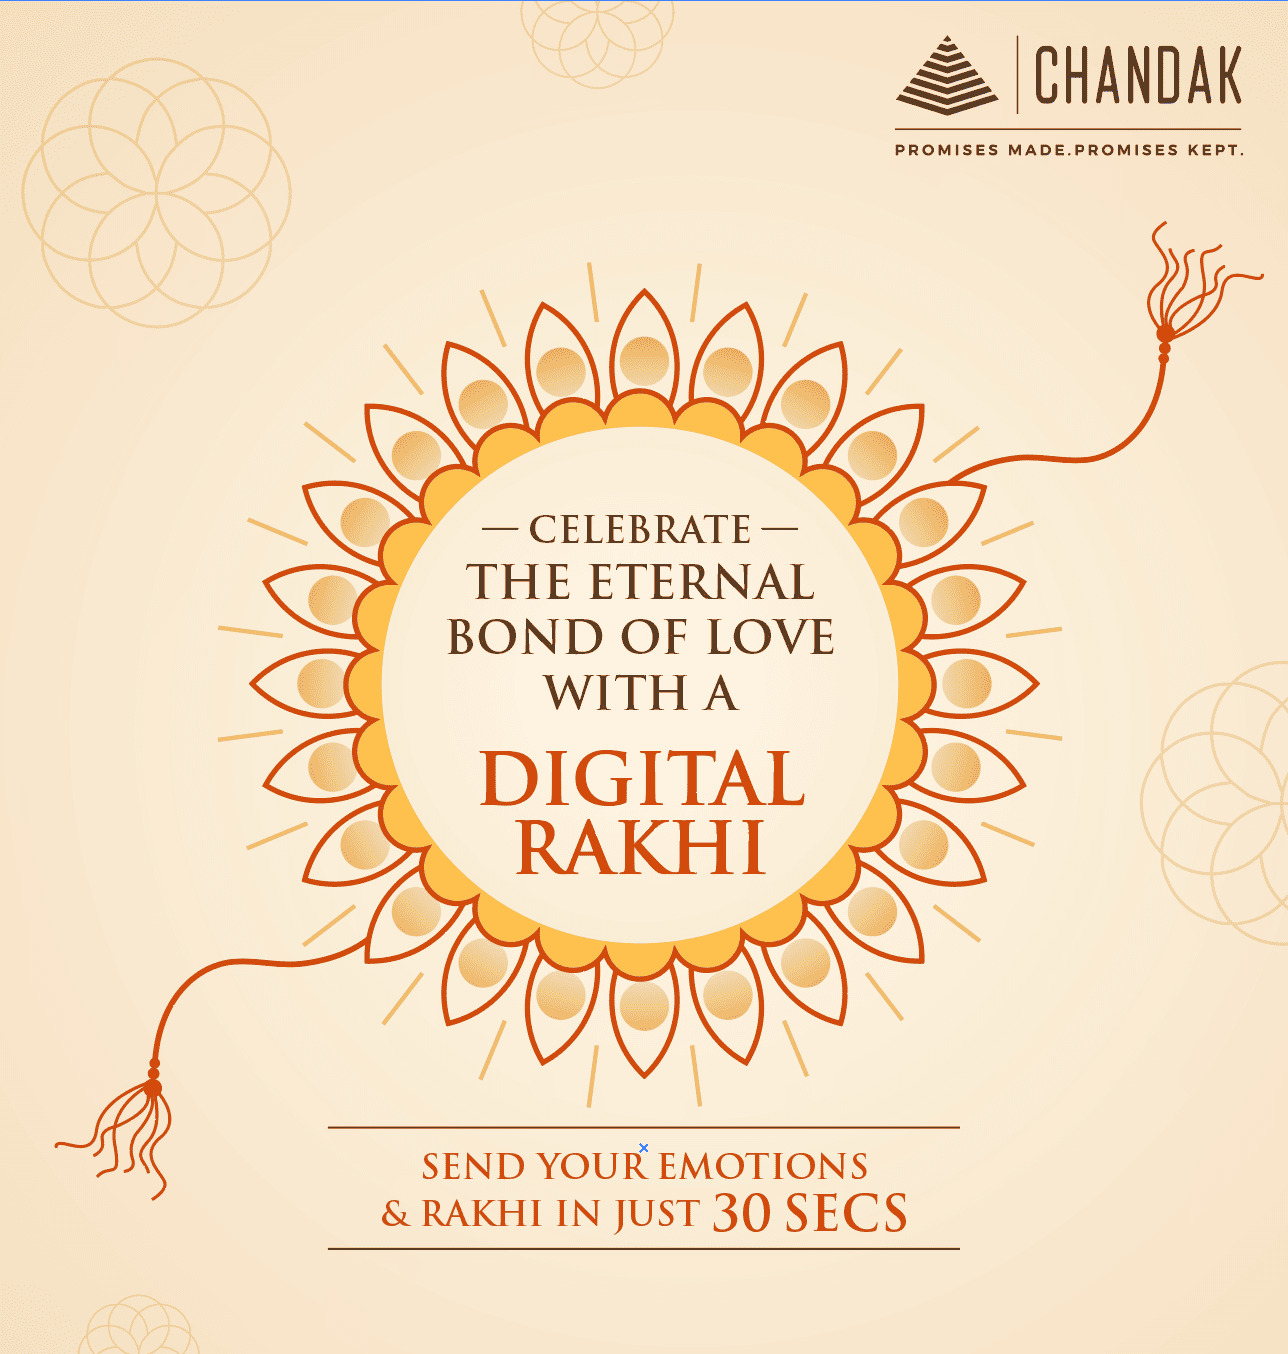 CHANDAK
PROMISES MADE.PROMISES KEPT.
CELEBRATE
THE ETERNAL
BOND OF LOVE
WITH A
DIGITAL
RAKHI
SEND YOUR EMOTIONS
& RAKHI IN JUST 30 SECS